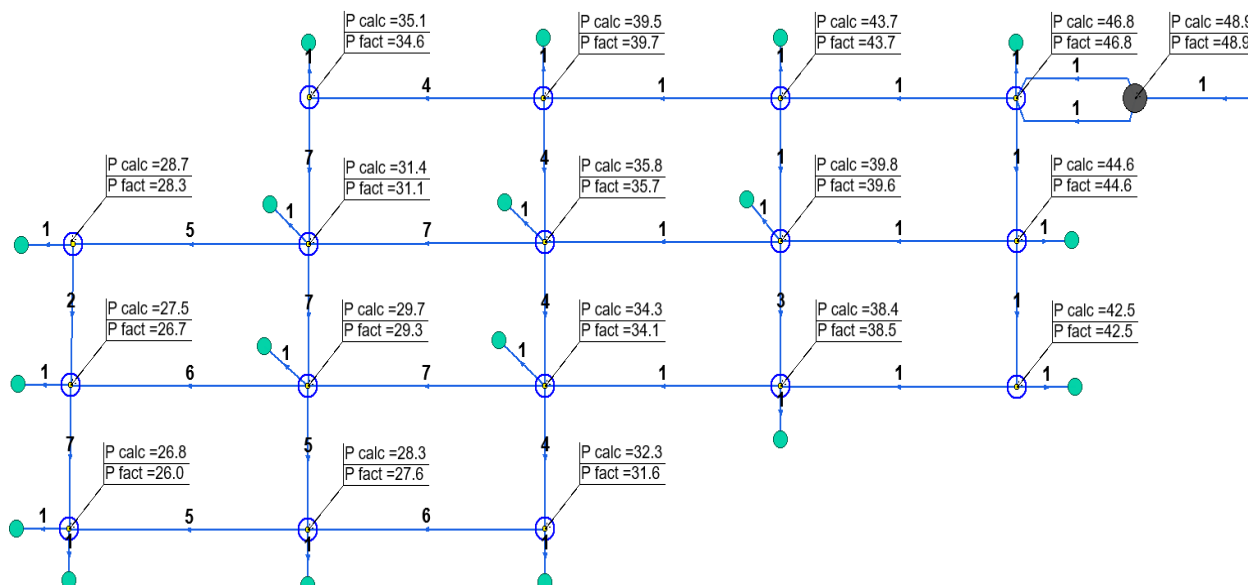 P calc =35.1
P fact =34.6
P calc =39.5
P fact =39.7
P calc =43.7
P fact =43.7
P calc =46.8
P fact =46.8
P calc =48.9
P fact =48.9
1
1
1
1
1
4
1
1
1
1
7
4
1
1
P calc =28.7
P fact =28.3
P calc =31.4
P fact =31.1
P calc =35.8
P fact =35.7
P calc =39.8
P fact =39.6
P calc =44.6
P fact =44.6
1
1
1
1
5
7
1
1
1
2
7
4
3
1
P calc =27.5
P fact =26.7
P calc =29.7
P fact =29.3
P calc =34.3
P fact =34.1
P calc =38.4
P fact =38.5
P calc =42.5
P fact =42.5
1
1
1
6
7
1
1
1
1
7
5
4
P calc =26.8
P fact =26.0
P calc =28.3
P fact =27.6
P calc =32.3
P fact =31.6
1
5
6
1
1
1